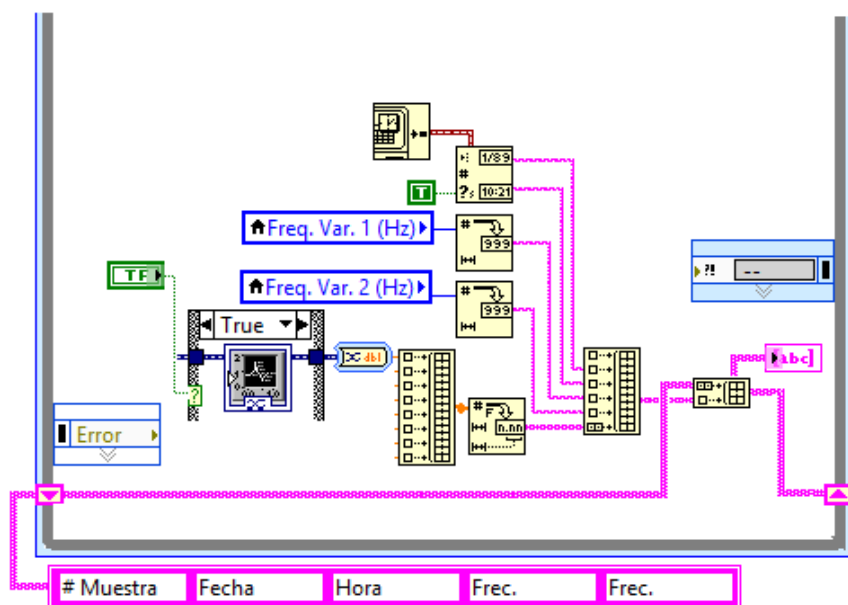 1/89
#
?s 10:21
T
Freq. Var. 1 (Hz)
# 999
Freq. Var. 2 (Hz)
# 999
TF
?!
--
True
dbl
?
# F
n.nn
abc]
Error
# Muestra Fecha Hora Frec. Frec.